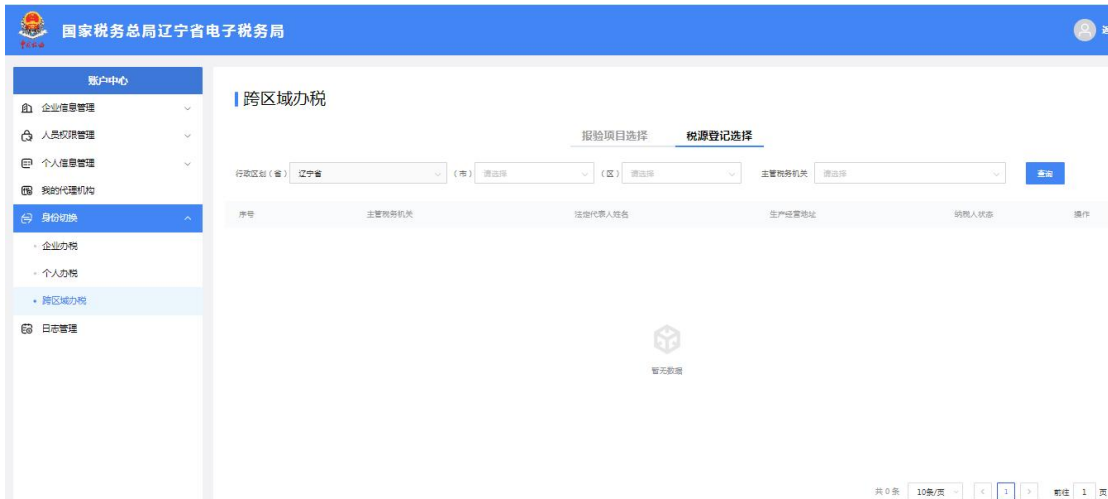 国家税务总局辽宁省电子税务局
账户中心
企业信息管理
人员权限管理
个人信息管理
我的代理机构
身份切换
企业办税
个人办税
跨区域办税
日志管理
跨区域办税
报验项目选择 税源登记选择
行政区划（省） 辽宁省 （市） 请选择 （区） 请选择 主管税务机关 请选择 查询
序号 主管税务机关 法定代表人姓名 生产经营地址 纳税人状态 操作
暂无数据
共 0 条 10条/页 < 1 > 前往 1 页